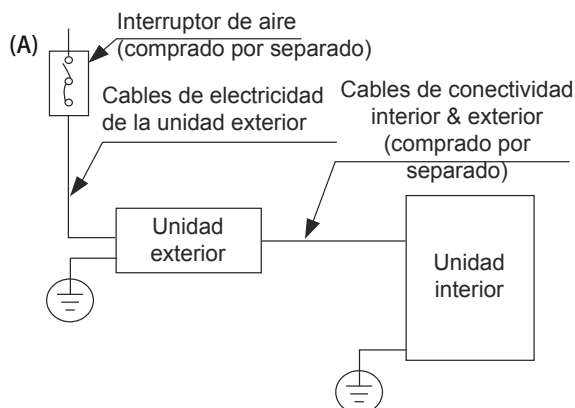 (A)
Interruptor de aire
(comprado por separado)
Cables de electricidad
de la unidad exterior
Cables de conectividad
interior & exterior
(comprado por
separado)
Unidad
exterior
Unidad
interior